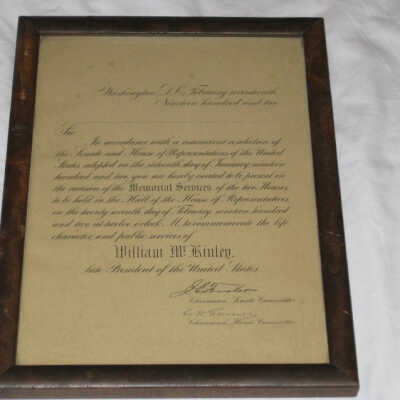 Washington, D.C., February seventeenth
Nineteen hundred and two
Sir
In accordance with a concurrent resolution of
the Senate and House of Representatives of the United
States adopted on the sixteenth day of January, nineteen
hundred and two, you are hereby invited to be present on
the occasion of the Memorial Services of the two Houses,
to be held in the Hall of the House of Representatives
on the twenty seventh day of February, nineteen hundred
and two, at twelve o'clock M. to commemorate the life
character and public services of
William McKinley,
late President of the United States.
Chairman, Senate Committee
Chairman, House Committee